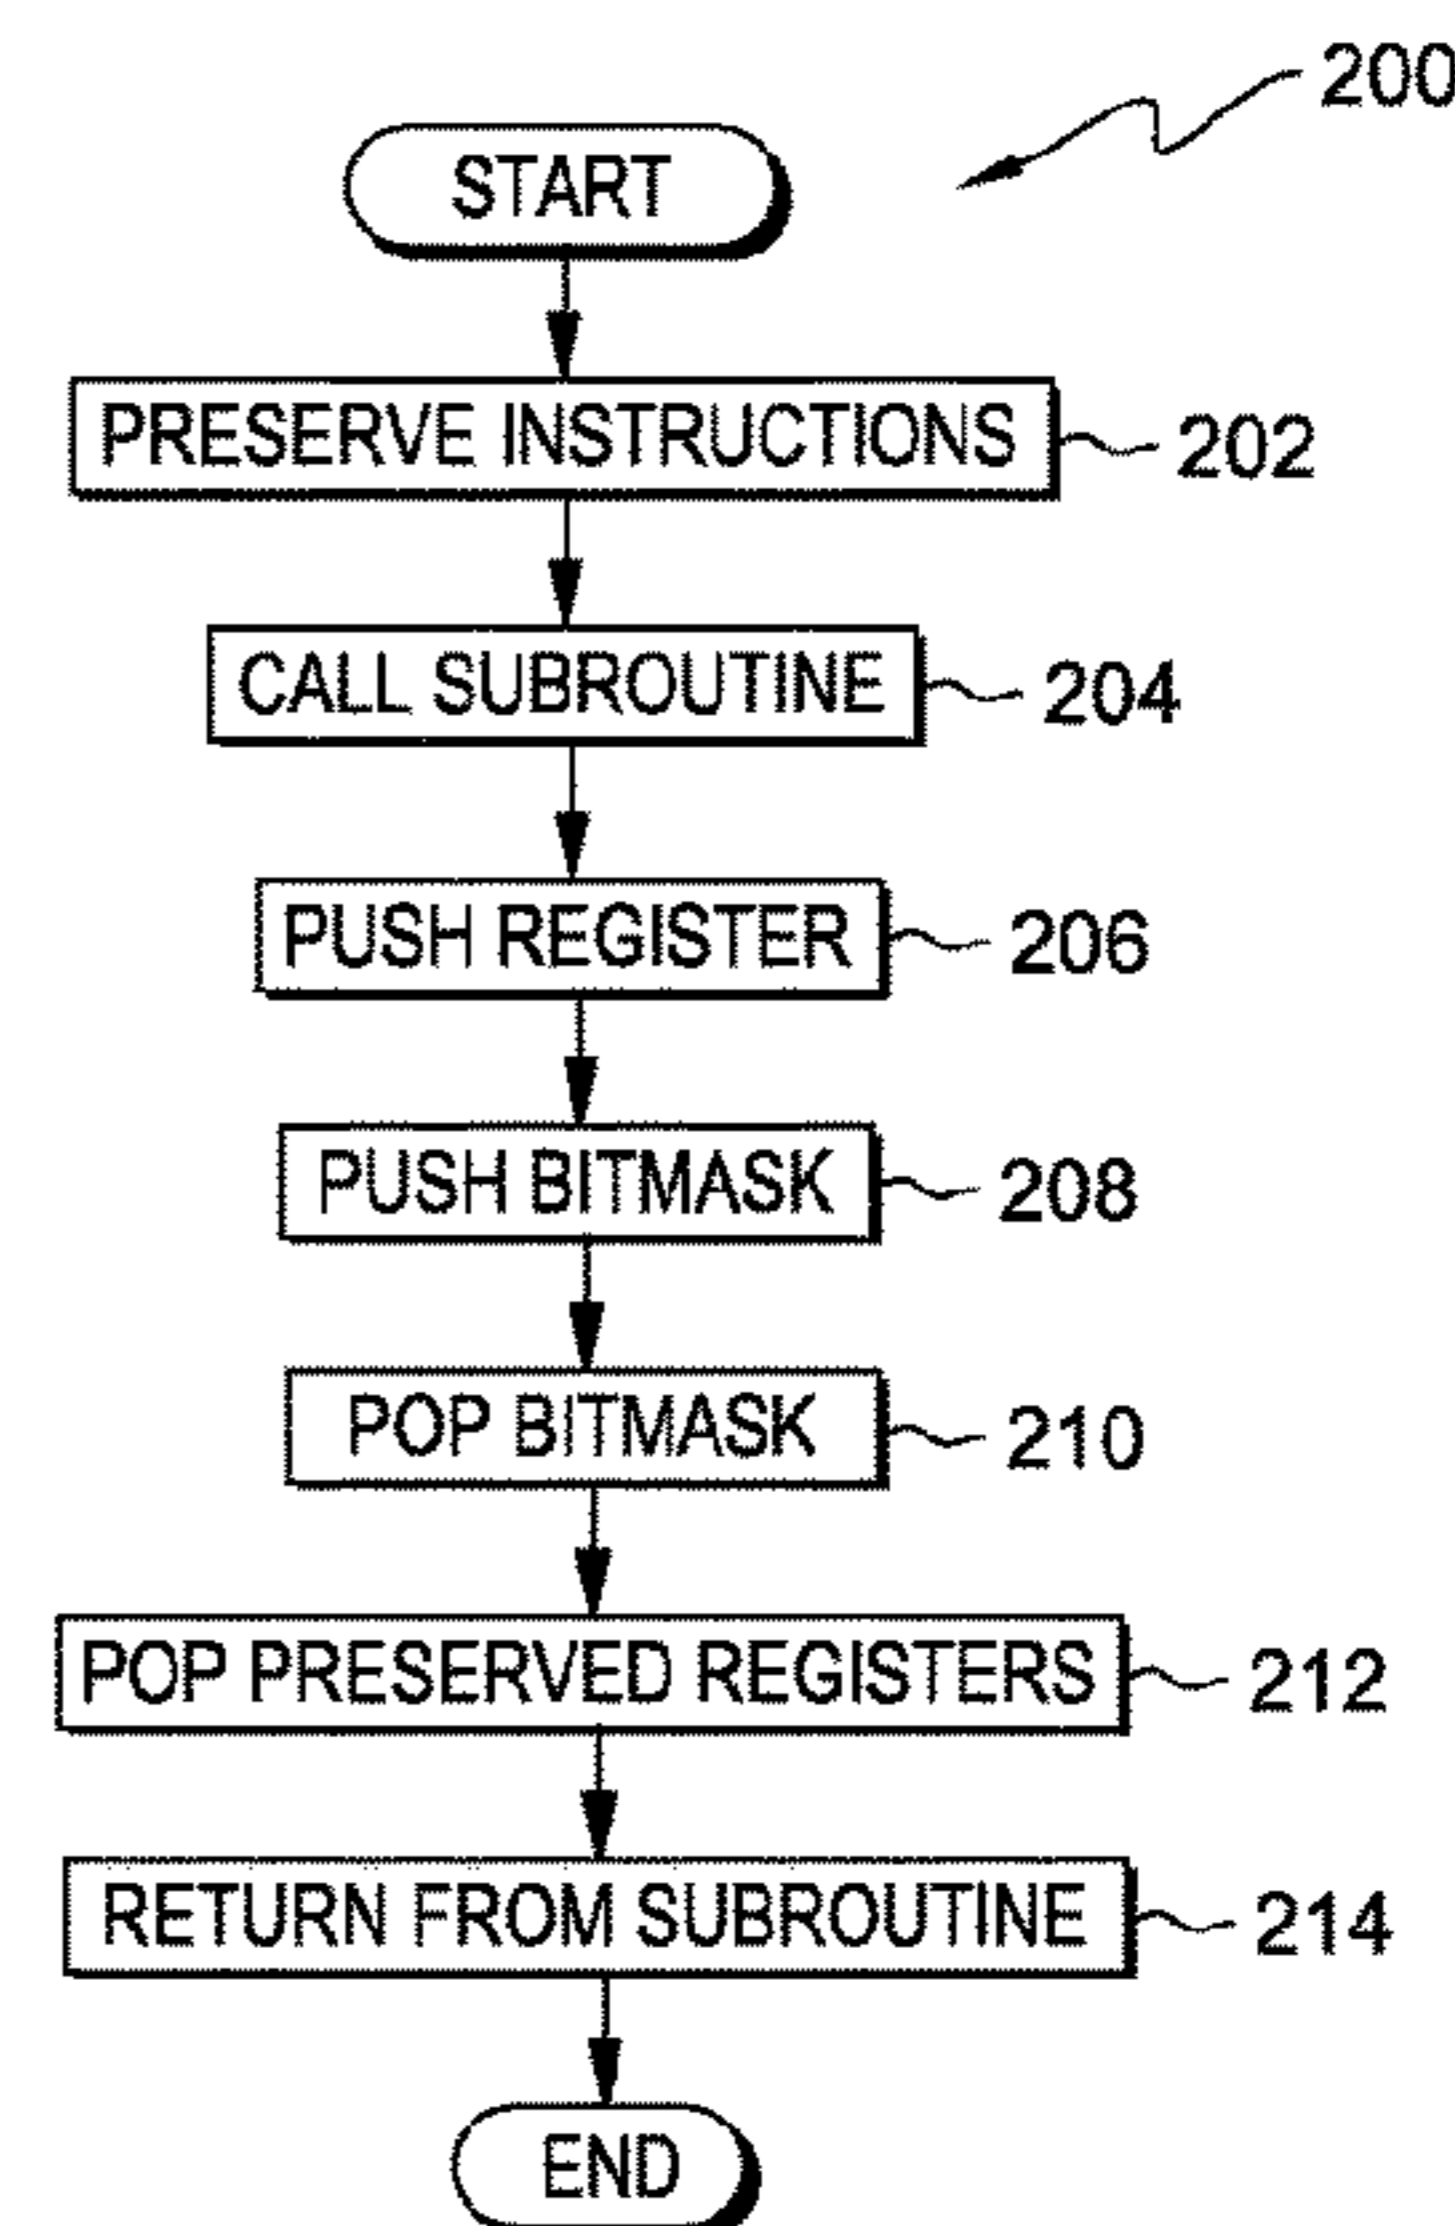 200
START
PRESERVE INSTRUCTIONS 202
CALL SUBROUTINE 204
PUSH REGISTER 206
PUSH BITMASK 208
POP BITMASK 210
POP PRESERVED REGISTERS 212
RETURN FROM SUBROUTINE 214
END